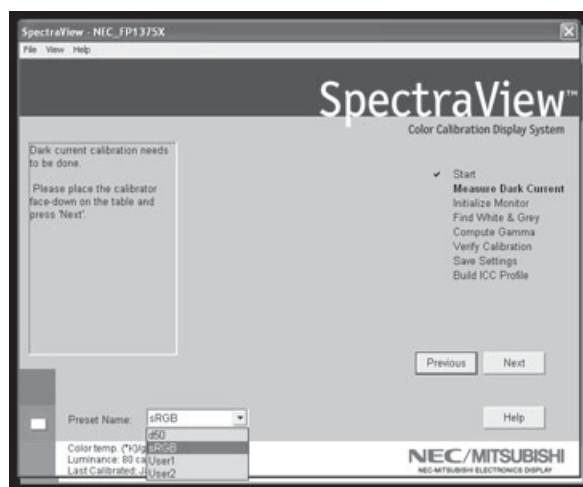 SpectraView - NEC_FP1375X
File View Help
SpectraView™
Color Calibration Display System
Dark current calibration needs
to be done.
Please place the calibrator
face-down on the table and
press 'Next'.
✔ Start
Measure Dark Current
Initialize Monitor
Find White & Grey
Compute Gamma
Verify Calibration
Save Settings
Build ICC Profile
Previous Next
Preset Name: sRGB
Help
d50
sRGB
User1
User2
Color temp.
Luminance: 80
Last Calibrated:
NEC/MITSUBISHI
NEC-MITSUBISHI ELECTRONICS DISPLAY